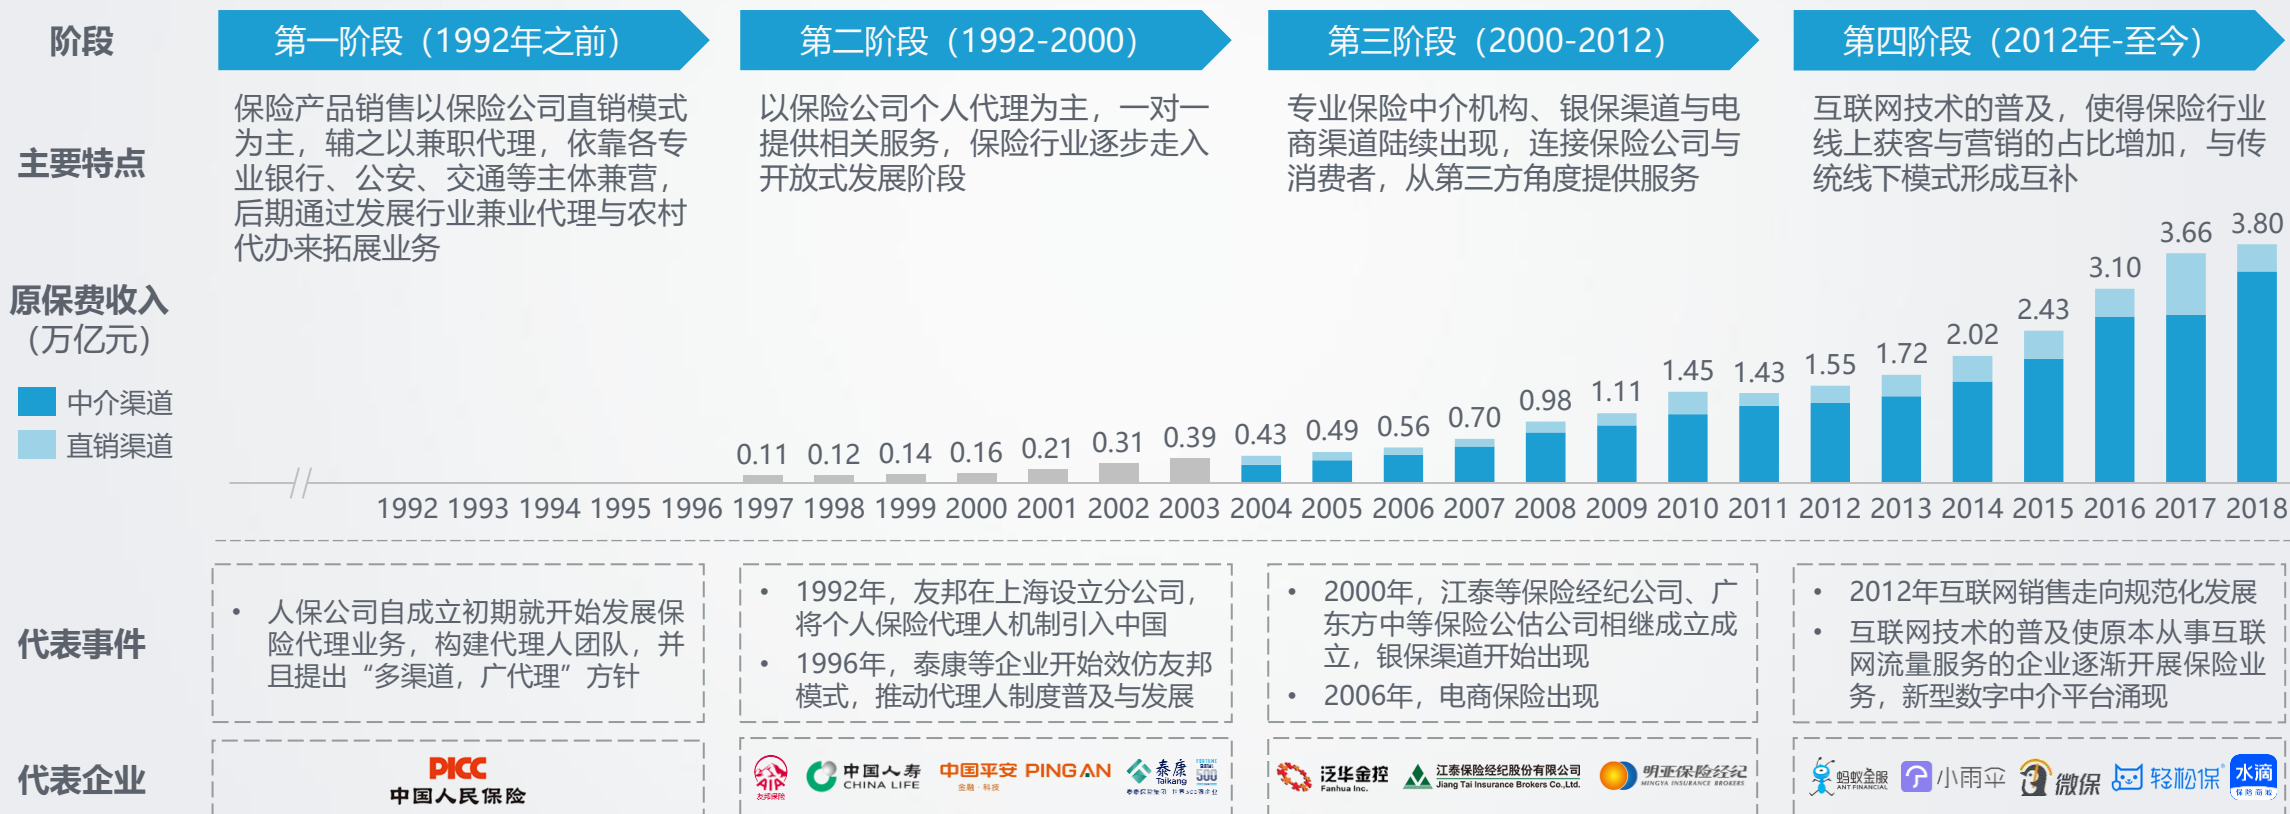 阶段
第一阶段（1992年之前）
第二阶段（1992-2000）
第三阶段（2000-2012）
第四阶段（2012年-至今）
主要特点
保险产品销售以保险公司直销模式
为主，辅之以兼职代理，依靠各专
业银行、公安、交通等主体兼营，
后期通过发展行业兼业代理与农村
代办来拓展业务
以保险公司个人代理为主，一对一
提供相关服务，保险行业逐步走入
开放式发展阶段
专业保险中介机构、银保渠道与电
商渠道陆续出现，连接保险公司与
消费者，从第三方角度提供服务
互联网技术的普及，使得保险行业
线上获客与营销的占比增加，与传
统线下模式形成互补
原保费收入
（万亿元）
中介渠道
直销渠道
0.11 0.12 0.14 0.16 0.21 0.31 0.39 0.43 0.49 0.56 0.70 0.98 1.11 1.45 1.43 1.55 1.72 2.02 2.43 3.10 3.66 3.80
1992 1993 1994 1995 1996 1997 1998 1999 2000 2001 2002 2003 2004 2005 2006 2007 2008 2009 2010 2011 2012 2013 2014 2015 2016 2017 2018
代表事件
• 人保公司自成立初期就开始发展保
险代理业务，构建代理人团队，并
且提出“多渠道，广代理”方针
• 1992年，友邦在上海设立分公司，
将个人保险代理人机制引入中国
• 1996年，泰康等企业开始效仿友邦
模式，推动代理人制度普及与发展
• 2000年，江泰等保险经纪公司、广
东方中等保险公估公司相继成立成
立，银保渠道开始出现
• 2006年，电商保险出现
• 2012年互联网销售走向规范化发展
• 互联网技术的普及使原本从事互联
网流量服务的企业逐渐开展保险业
务，新型数字中介平台涌现
代表企业
PICC
中国人民保险
AIA
友邦保险
中国人寿
CHINA LIFE
中国平安 PING AN
金融·科技
泰康
Taikang
FORTUNE
500
泛华金控
Fanhua Inc.
江泰保险经纪股份有限公司
Jiang Tai Insurance Brokers Co.,Ltd.
明亚保险经纪
MINGYA INSURANCE BROKERS
蚂蚁金服
ANT FINANCIAL
小雨伞
微保
轻松保
水滴
保险商城